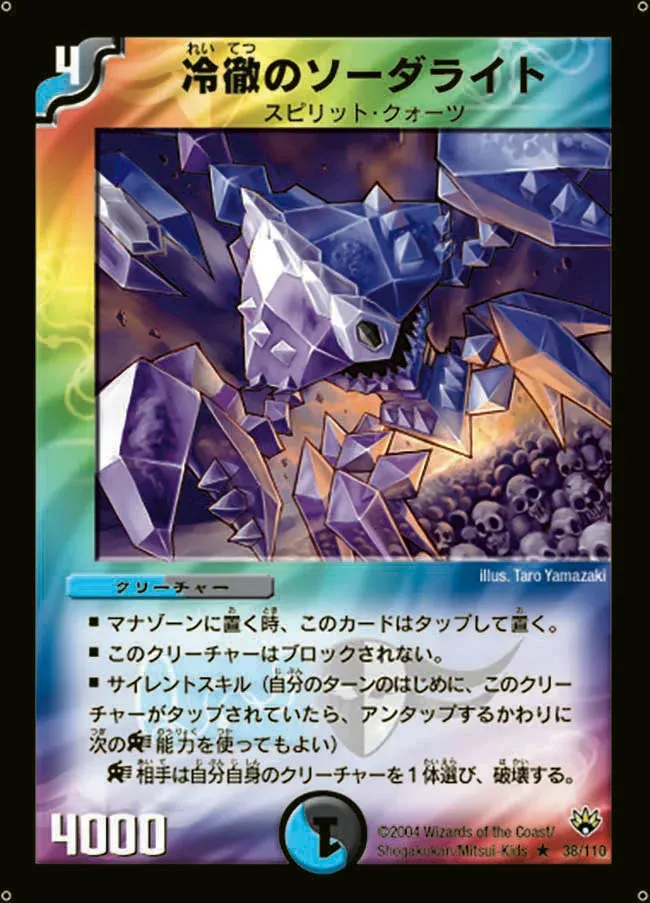 4
れい てつ
冷徹のソーダライト
スピリット・クォーツ
illus. Taro Yamazaki
クリーチャー
■ マナゾーンに置く時、このカードはタップして置く。
■ このクリーチャーはブロックされない。
■ サイレントスキル（自分のターンのはじめに、このクリー
チャーがタップされていたら、アンタップするかわりに
次の 能力を使ってもよい）
相手は自分自身のクリーチャーを1体選び、破壊する。
4000
1
©2004 Wizards of the Coast/
Shogakukan/Mitsui-Kids ★ 38/110